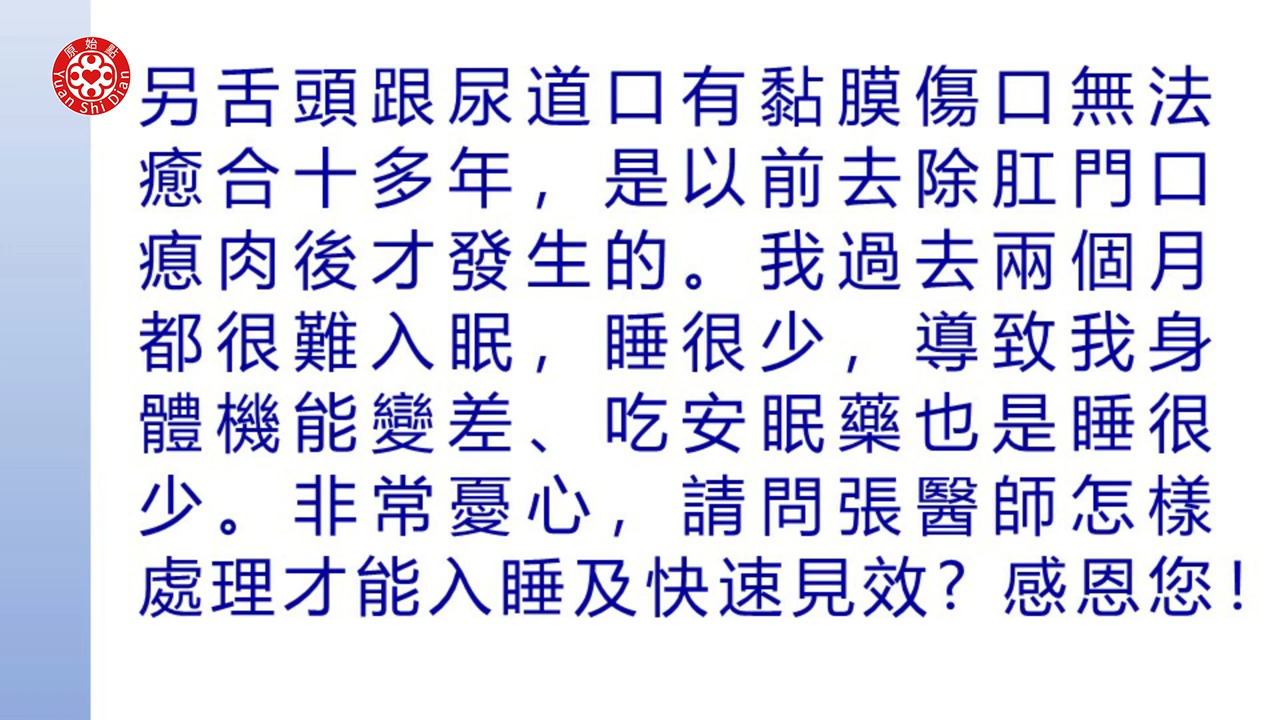 原始點
Yuan Shi Dian
另舌頭跟尿道口有黏膜傷口無法
癒合十多年，是以前去除肛門口
瘜肉後才發生的。我過去兩個月
都很難入眠，睡很少，導致我身
體機能變差、吃安眠藥也是睡很
少。非常憂心，請問張醫師怎樣
處理才能入睡及快速見效？感恩您！